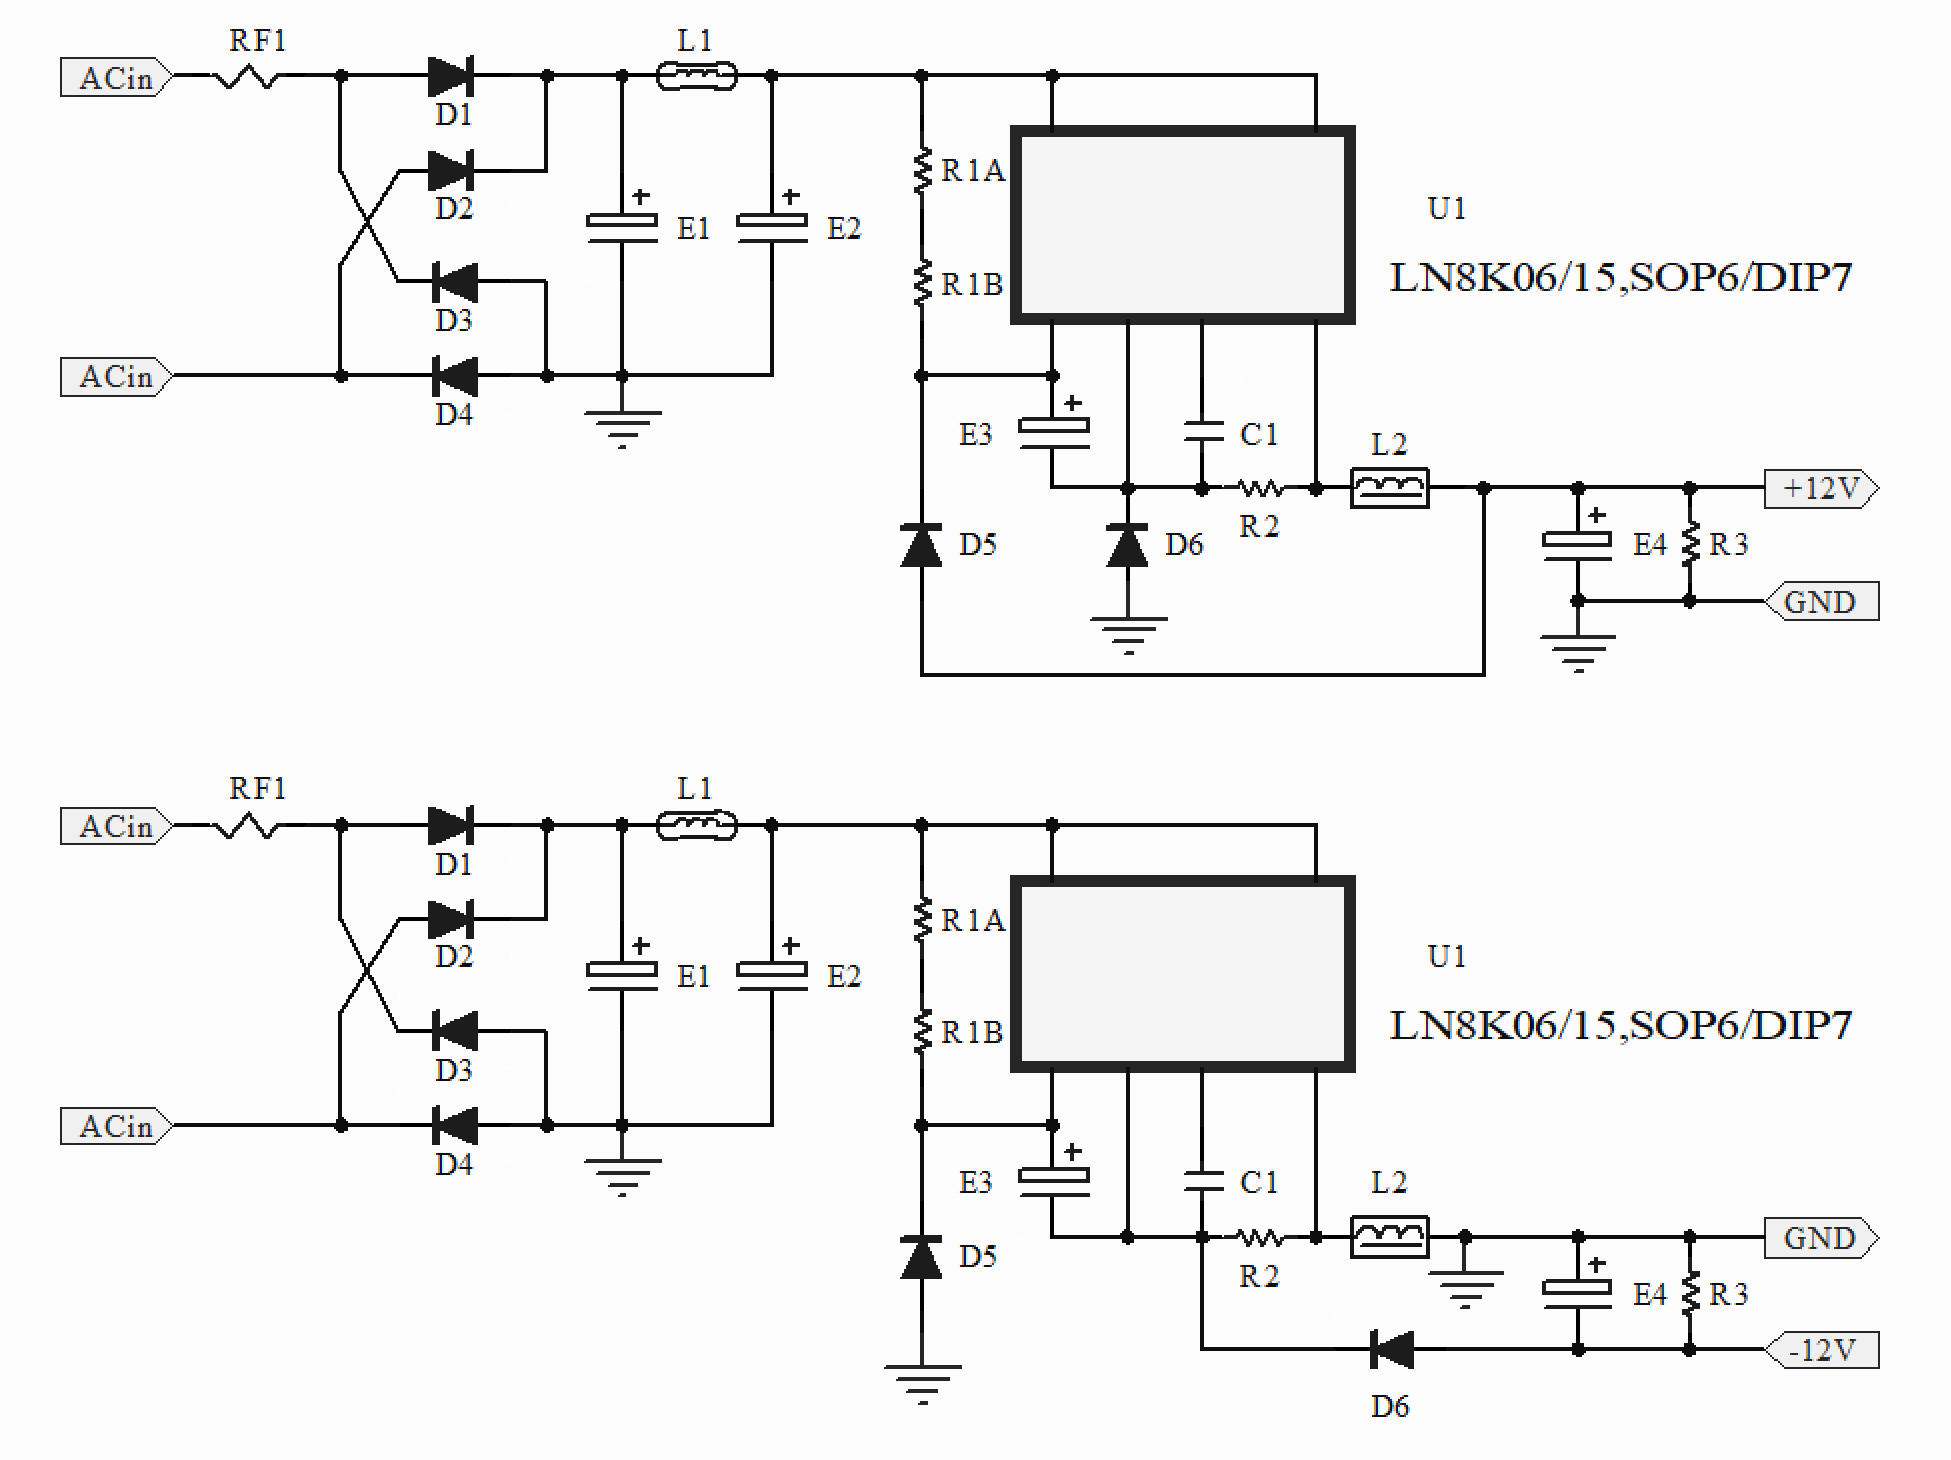 RF1
L1
ACin
D1
R1A
D2
U1
+
+
E1
E2
LN8K06/15,SOP6/DIP7
R1B
D3
ACin
D4
+
E3
C1
L2
+12V
+
R2
D5
D6
E4
R3
GND
RF1
L1
ACin
D1
R1A
D2
U1
+
+
E1
E2
LN8K06/15,SOP6/DIP7
R1B
D3
ACin
D4
+
E3
C1
L2
GND
D5
R2
+
E4
R3
-12V
D6